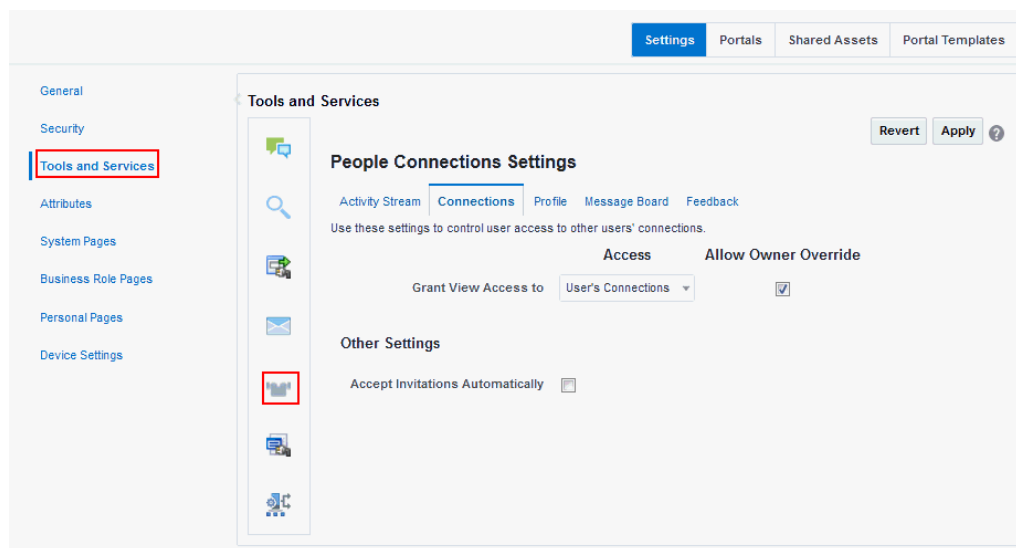 Settings
Portals
Shared Assets
Portal Templates
General
Security
Tools and Services
Attributes
System Pages
Business Role Pages
Personal Pages
Device Settings
Tools and Services
Revert
Apply
?
People Connections Settings
Activity Stream
Connections
Profile
Message Board
Feedback
Use these settings to control user access to other users' connections.
Access
Allow Owner Override
Grant View Access to
User's Connections
Other Settings
Accept Invitations Automatically